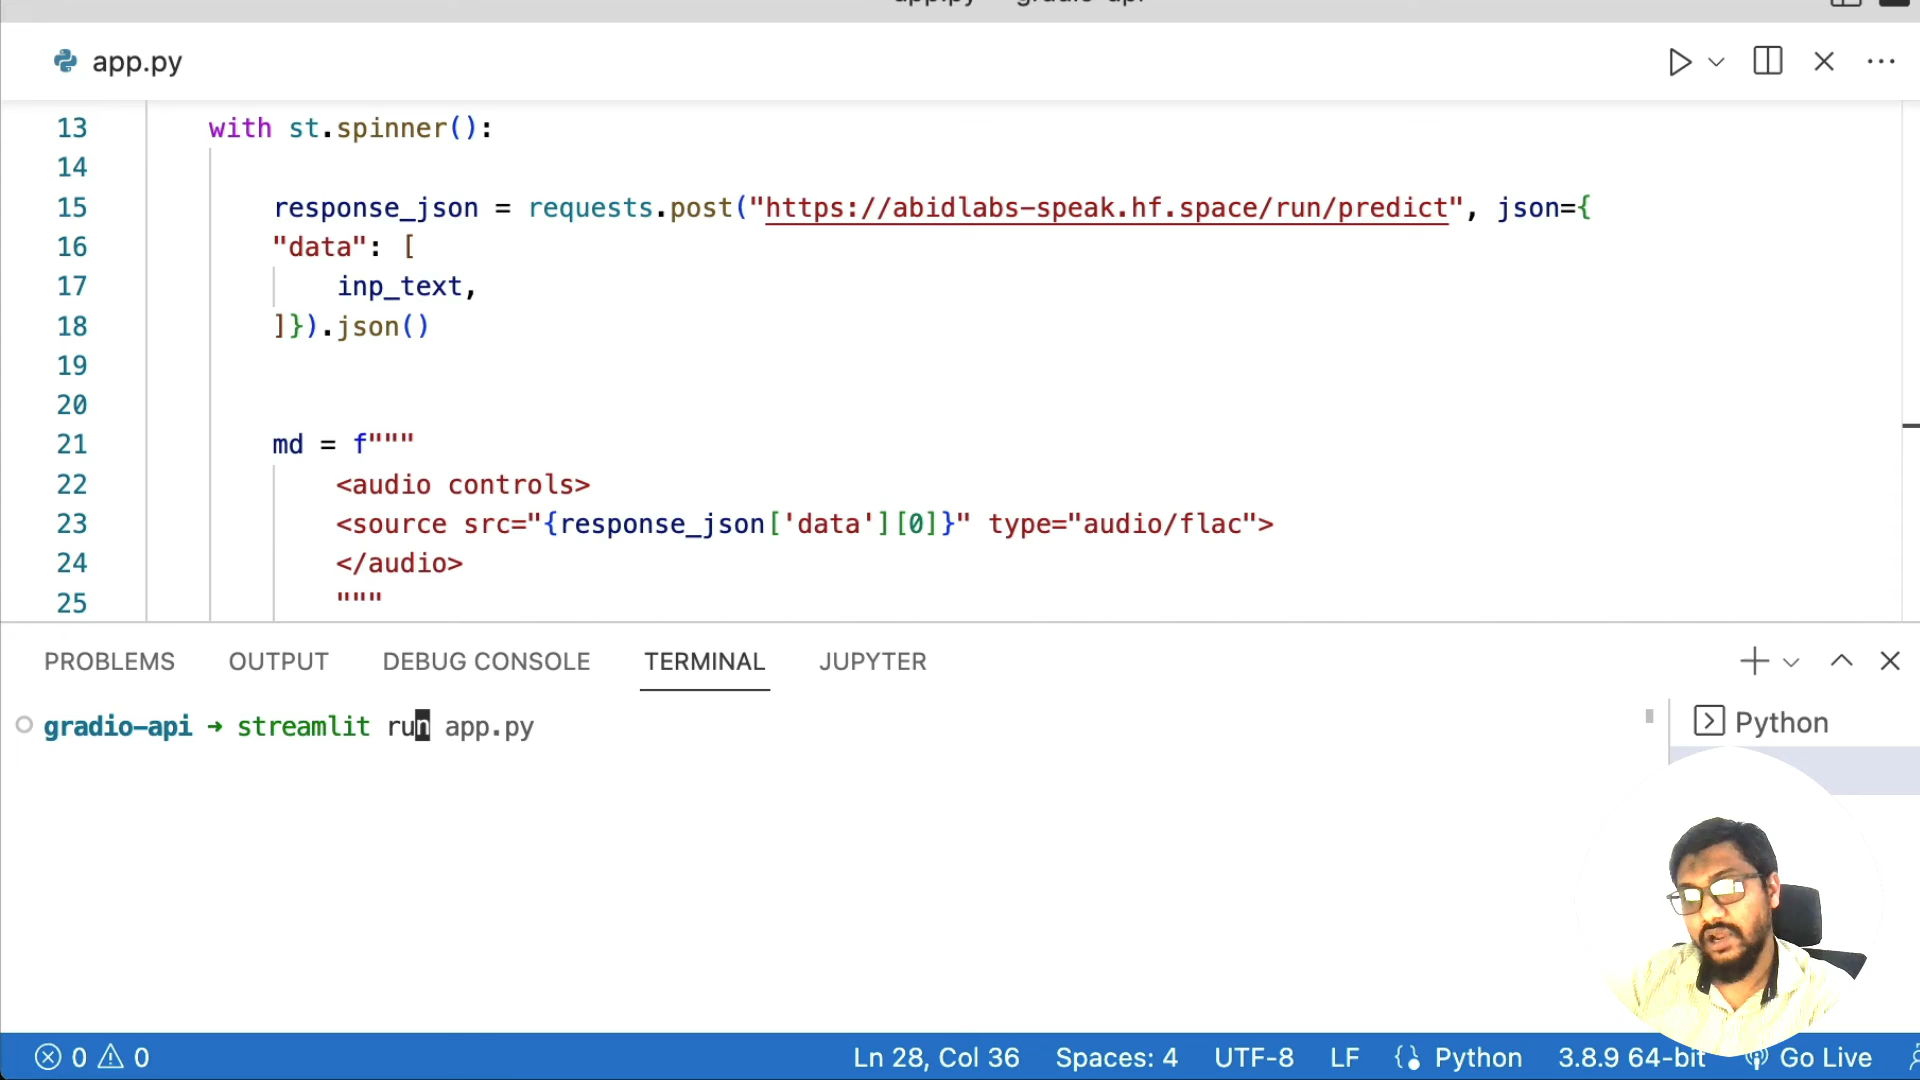 app.py
13 with st.spinner():
14
15 response_json = requests.post("https://abidlabs-speak.hf.space/run/predict", json={
16 "data": [
17 inp_text,
18 ]}).json()
19
20
21 md = f"""
22 <audio controls>
23 <source src="{response_json['data'][0]}" type="audio/flac">
24 </audio>
25 """
PROBLEMS OUTPUT DEBUG CONSOLE TERMINAL JUPYTER
gradio-api → streamlit run app.py
Python
0 0 Ln 28, Col 36 Spaces: 4 UTF-8 LF Python 3.8.9 64-bit Go Live